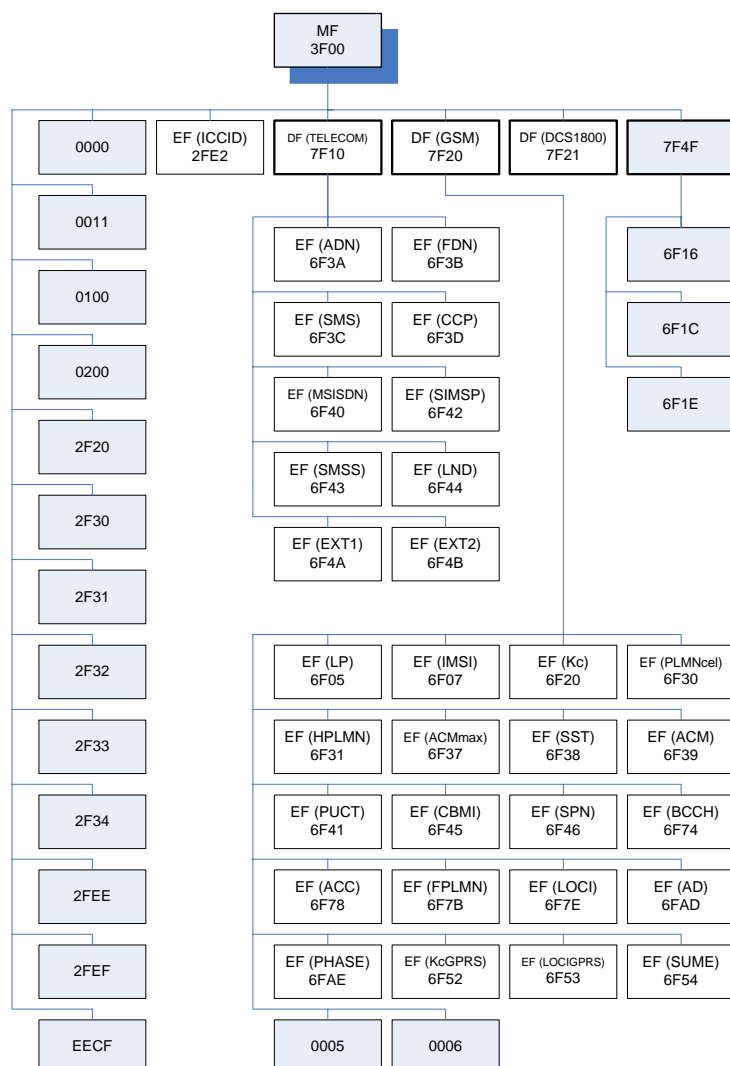 MF
3F00
0000
EF (ICCID)
2FE2
DF (TELECOM)
7F10
DF (GSM)
7F20
DF (DCS1800)
7F21
7F4F
0011
EF (ADN)
6F3A
EF (FDN)
6F3B
6F16
0100
EF (SMS)
6F3C
EF (CCP)
6F3D
6F1C
0200
EF (MSISDN)
6F40
EF (SIMSP)
6F42
6F1E
2F20
EF (SMSS)
6F43
EF (LND)
6F44
2F30
EF (EXT1)
6F4A
EF (EXT2)
6F4B
2F31
2F32
EF (LP)
6F05
EF (IMSI)
6F07
EF (Kc)
6F20
EF (PLMNcel)
6F30
2F33
EF (HPLMN)
6F31
EF (ACMmax)
6F37
EF (SST)
6F38
EF (ACM)
6F39
2F34
EF (PUCT)
6F41
EF (CBMI)
6F45
EF (SPN)
6F46
EF (BCCH)
6F74
2FEE
EF (ACC)
6F78
EF (FPLMN)
6F7B
EF (LOCI)
6F7E
EF (AD)
6FAD
2FEF
EF (PHASE)
6FAE
EF (KcGPRS)
6F52
EF (LOCIGPRS)
6F53
EF (SUME)
6F54
EECF
0005
0006